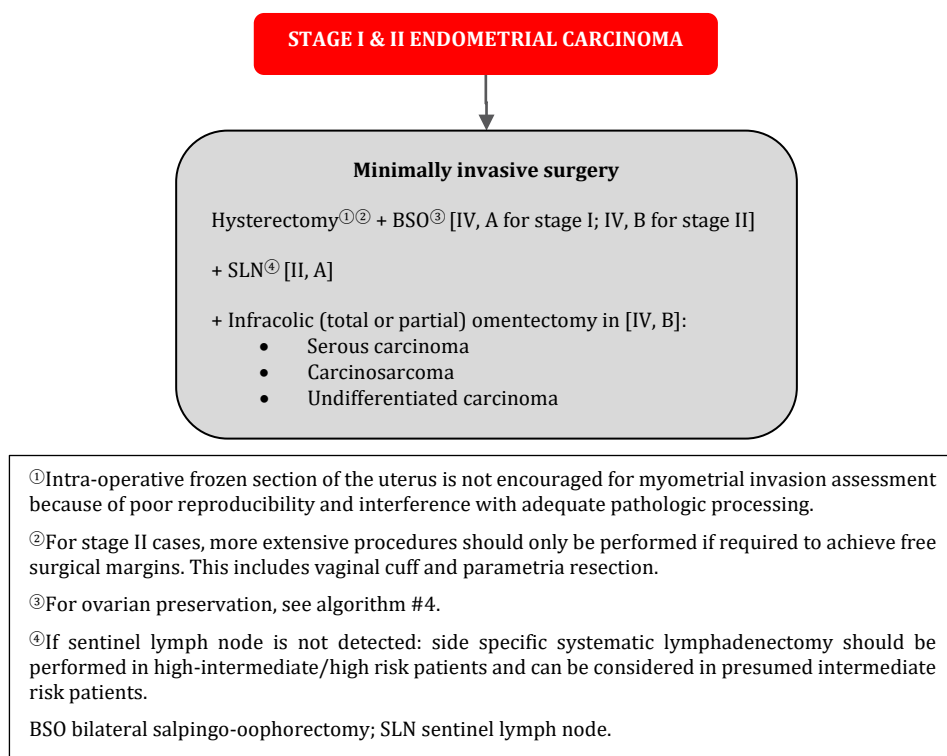 STAGE I & II ENDOMETRIAL CARCINOMA
Minimally invasive surgery
Hysterectomy①② + BSO③ [IV, A for stage I; IV, B for stage II]
+ SLN④ [II, A]
+ Infracolic (total or partial) omentectomy in [IV, B]:
• Serous carcinoma
• Carcinosarcoma
• Undifferentiated carcinoma
①Intra-operative frozen section of the uterus is not encouraged for myometrial invasion assessment
because of poor reproducibility and interference with adequate pathologic processing.
②For stage II cases, more extensive procedures should only be performed if required to achieve free
surgical margins. This includes vaginal cuff and parametria resection.
③For ovarian preservation, see algorithm #4.
④If sentinel lymph node is not detected: side specific systematic lymphadenectomy should be
performed in high-intermediate/high risk patients and can be considered in presumed intermediate
risk patients.
BSO bilateral salpingo-oophorectomy; SLN sentinel lymph node.